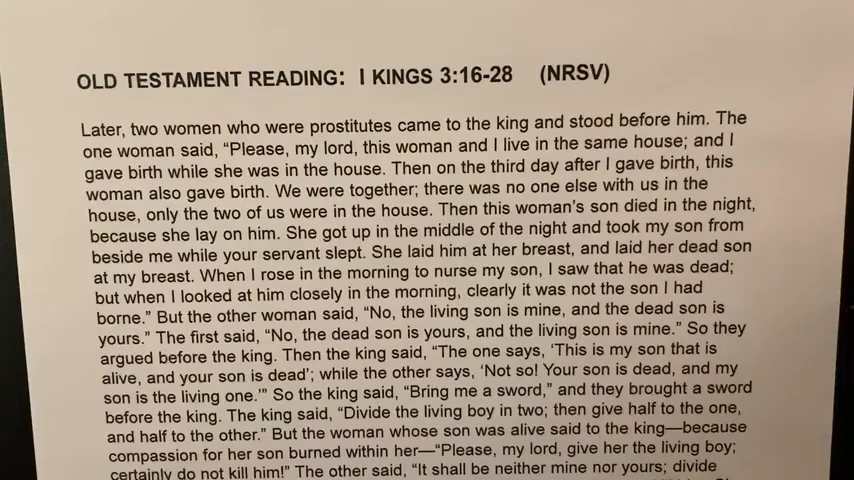 OLD TESTAMENT READING: I KINGS 3:16-28 (NRSV)
Later, two women who were prostitutes came to the king and stood before him. The
one woman said, “Please, my lord, this woman and I live in the same house; and I
gave birth while she was in the house. Then on the third day after I gave birth, this
woman also gave birth. We were together; there was no one else with us in the
house, only the two of us were in the house. Then this woman’s son died in the night,
because she lay on him. She got up in the middle of the night and took my son from
beside me while your servant slept. She laid him at her breast, and laid her dead son
at my breast. When I rose in the morning to nurse my son, I saw that he was dead;
but when I looked at him closely in the morning, clearly it was not the son I had
borne.” But the other woman said, “No, the living son is mine, and the dead son is
yours.” The first said, “No, the dead son is yours, and the living son is mine.” So they
argued before the king. Then the king said, “The one says, ‘This is my son that is
alive, and your son is dead’; while the other says, ‘Not so! Your son is dead, and my
son is the living one.’” So the king said, “Bring me a sword,” and they brought a sword
before the king. The king said, “Divide the living boy in two; then give half to the one,
and half to the other.” But the woman whose son was alive said to the king—because
compassion for her son burned within her—“Please, my lord, give her the living boy;
certainly do not kill him!” The other said, “It shall be neither mine nor yours; divide